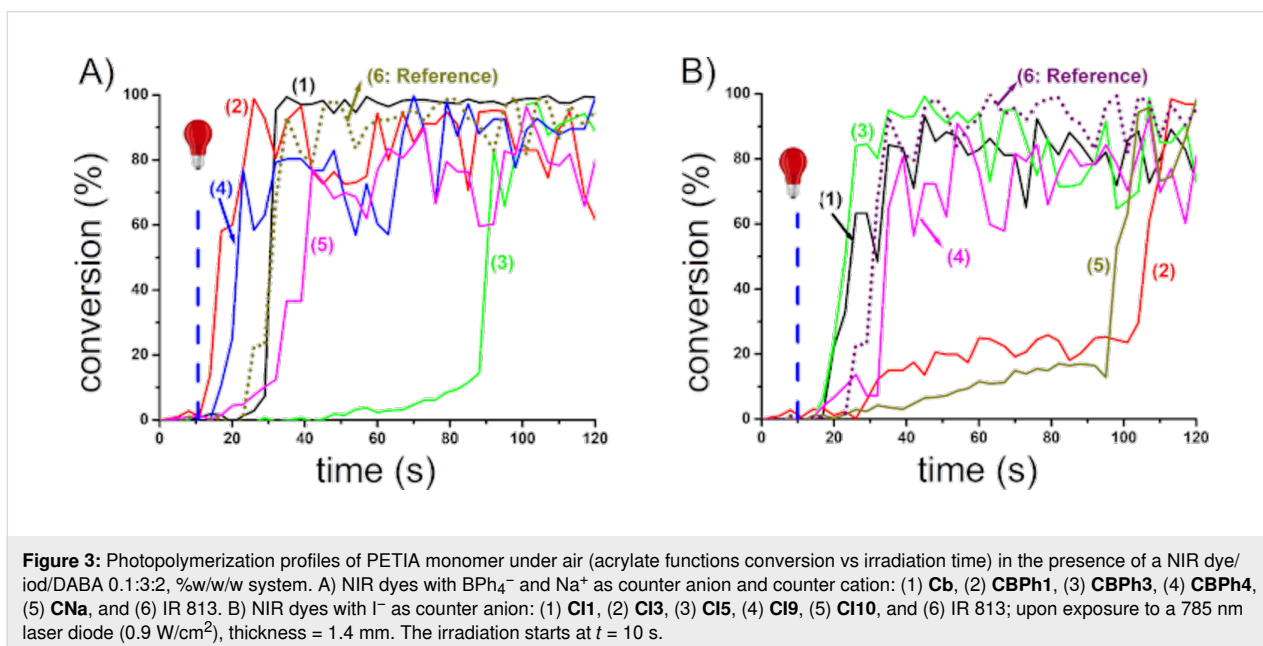 A)
B)
(1)
(6: Reference)
(2)
(4)
(5)
(3)
conversion (%)
100
80
60
40
20
0
0 20 40 60 80 100 120
time (s)
(6: Reference)
(3)
(1)
(4)
(5)
(2)
conversion (%)
100
80
60
40
20
0
0 20 40 60 80 100 120
time (s)
Figure 3: Photopolymerization profiles of PETIA monomer under air (acrylate functions conversion vs irradiation time) in the presence of a NIR dye/
iod/DABA 0.1:3:2, %w/w/w system. A) NIR dyes with BPh₄⁻ and Na⁺ as counter anion and counter cation: (1) Cb, (2) CBPh1, (3) CBPh3, (4) CBPh4,
(5) CNa, and (6) IR 813. B) NIR dyes with I⁻ as counter anion: (1) CI1, (2) CI3, (3) CI5, (4) CI9, (5) CI10, and (6) IR 813; upon exposure to a 785 nm
laser diode (0.9 W/cm²), thickness = 1.4 mm. The irradiation starts at t = 10 s.